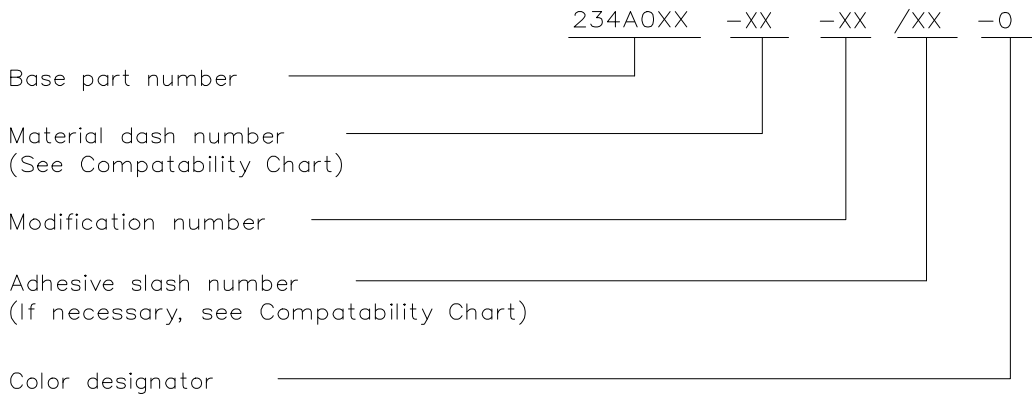 234A0XX -XX -XX /XX -0
Base part number
Material dash number
(See Compatability Chart)
Modification number
Adhesive slash number
(If necessary, see Compatability Chart)
Color designator